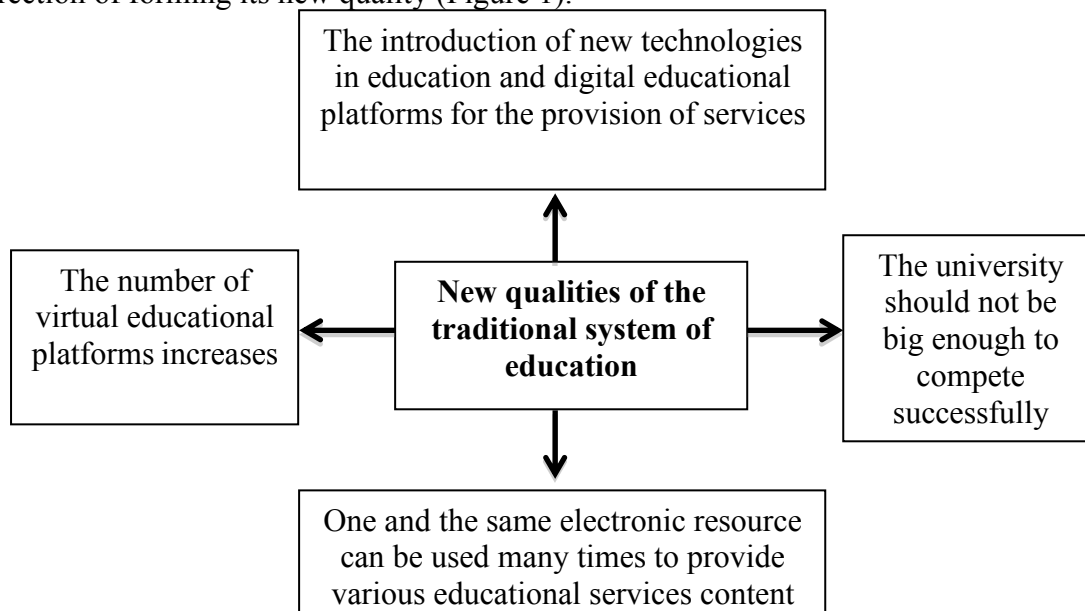 rection of forming its new quality (Figure 1).
The introduction of new technologies
in education and digital educational
platforms for the provision of services
The number of
virtual educational
platforms increases
New qualities of the
traditional system of
education
The university
should not be
big enough to
compete
successfully
One and the same electronic resource
can be used many times to provide
various educational services content